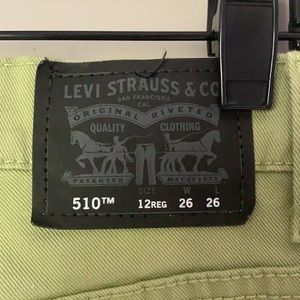 LEVI STRAUSS & CO
SAN FRANCISCO
CAL.
ORIGINAL RIVETED
QUALITY CLOTHING
PATENTED MAY 20 1873
SIZE W L
510™ 12REG 26 26